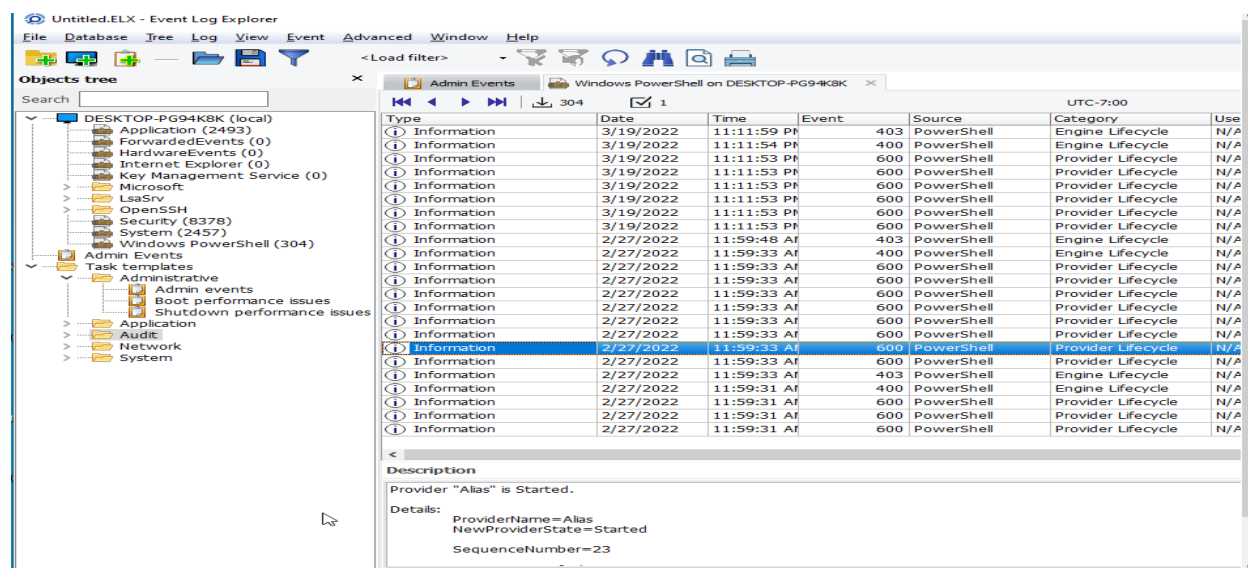 Untitled.ELX - Event Log Explorer
File Database Tree Log View Event Advanced Window Help
<Load filter>
Objects tree ×
Search
DESKTOP-PG94K8K (local)
Application (2493)
ForwardedEvents (0)
HardwareEvents (0)
Internet Explorer (0)
Key Management Service (0)
Microsoft
LsaSrv
OpenSSH
Security (8378)
System (2457)
Windows PowerShell (304)
Admin Events
Task templates
Administrative
Admin events
Boot performance issues
Shutdown performance issues
Application
Audit
Network
System
Admin Events Windows PowerShell on DESKTOP-PG94K8K ×
304 1 UTC-7:00
Type Date Time Event Source Category Use
Information 3/19/2022 11:11:59 PM 403 PowerShell Engine Lifecycle N/A
Information 3/19/2022 11:11:54 PM 400 PowerShell Engine Lifecycle N/A
Information 3/19/2022 11:11:53 PM 600 PowerShell Provider Lifecycle N/A
Information 3/19/2022 11:11:53 PM 600 PowerShell Provider Lifecycle N/A
Information 3/19/2022 11:11:53 PM 600 PowerShell Provider Lifecycle N/A
Information 3/19/2022 11:11:53 PM 600 PowerShell Provider Lifecycle N/A
Information 3/19/2022 11:11:53 PM 600 PowerShell Provider Lifecycle N/A
Information 3/19/2022 11:11:53 PM 600 PowerShell Provider Lifecycle N/A
Information 2/27/2022 11:59:48 AM 403 PowerShell Engine Lifecycle N/A
Information 2/27/2022 11:59:33 AM 400 PowerShell Engine Lifecycle N/A
Information 2/27/2022 11:59:33 AM 600 PowerShell Provider Lifecycle N/A
Information 2/27/2022 11:59:33 AM 600 PowerShell Provider Lifecycle N/A
Information 2/27/2022 11:59:33 AM 600 PowerShell Provider Lifecycle N/A
Information 2/27/2022 11:59:33 AM 600 PowerShell Provider Lifecycle N/A
Information 2/27/2022 11:59:33 AM 600 PowerShell Provider Lifecycle N/A
Information 2/27/2022 11:59:33 AM 600 PowerShell Provider Lifecycle N/A
Information 2/27/2022 11:59:33 AM 600 PowerShell Provider Lifecycle N/A
Information 2/27/2022 11:59:33 AM 600 PowerShell Provider Lifecycle N/A
Information 2/27/2022 11:59:33 AM 403 PowerShell Engine Lifecycle N/A
Information 2/27/2022 11:59:31 AM 400 PowerShell Engine Lifecycle N/A
Information 2/27/2022 11:59:31 AM 600 PowerShell Provider Lifecycle N/A
Information 2/27/2022 11:59:31 AM 600 PowerShell Provider Lifecycle N/A
Information 2/27/2022 11:59:31 AM 600 PowerShell Provider Lifecycle N/A
Description
Provider "Alias" is Started.
Details:
ProviderName=Alias
NewProviderState=Started
SequenceNumber=23